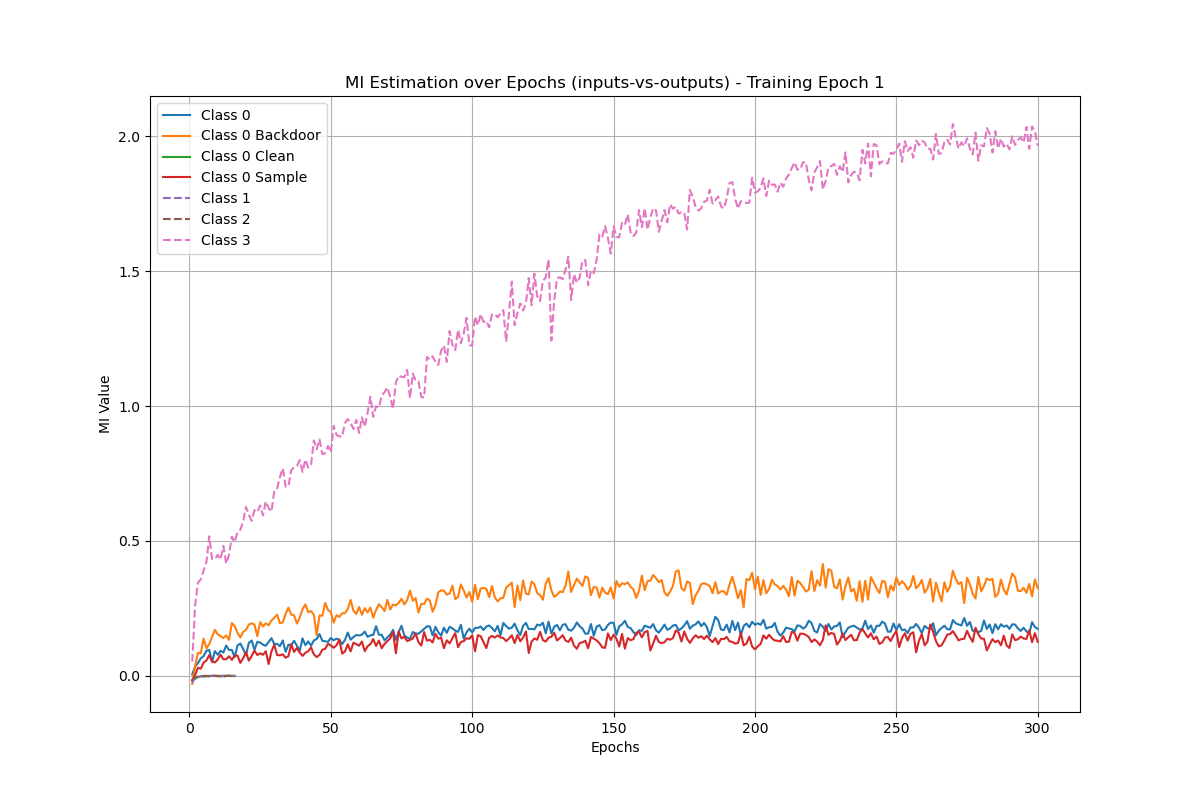 MI Estimation over Epochs (inputs-vs-outputs) - Training Epoch 1
Class 0
Class 0 Backdoor
Class 0 Clean
Class 0 Sample
Class 1
Class 2
Class 3
2.0
1.5
1.0
0.5
0.0
MI Value
0 50 100 150 200 250 300
Epochs